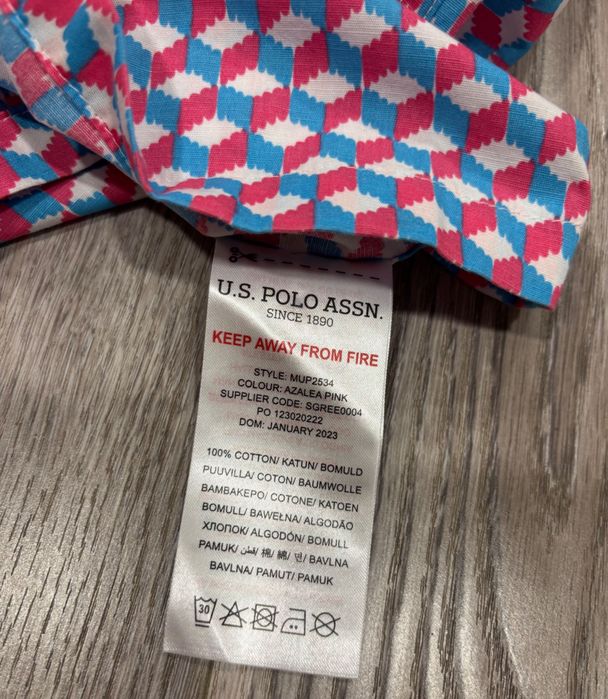 U.S. POLO ASSN.
SINCE 1890
KEEP AWAY FROM FIRE
STYLE: MUP2534
COLOUR: AZALEA PINK
SUPPLIER CODE: SGREE0004
PO 123020222
DOM: JANUARY 2023
100% COTTON/ KATUN/ BOMULD
PUUVILLA/ COTON/ BAUMWOLLE
BAMBAKEPO/ COTONE/ KATOEN
BOMULL/ BAWEŁNA/ ALGODÃO
ХЛОПОК/ ALGODÓN/ BOMULL
PAMUK/ قطن/ 棉/ 綿/ 면/ BAVLNA
BAVLNA/ PAMUT/ PAMUK
30